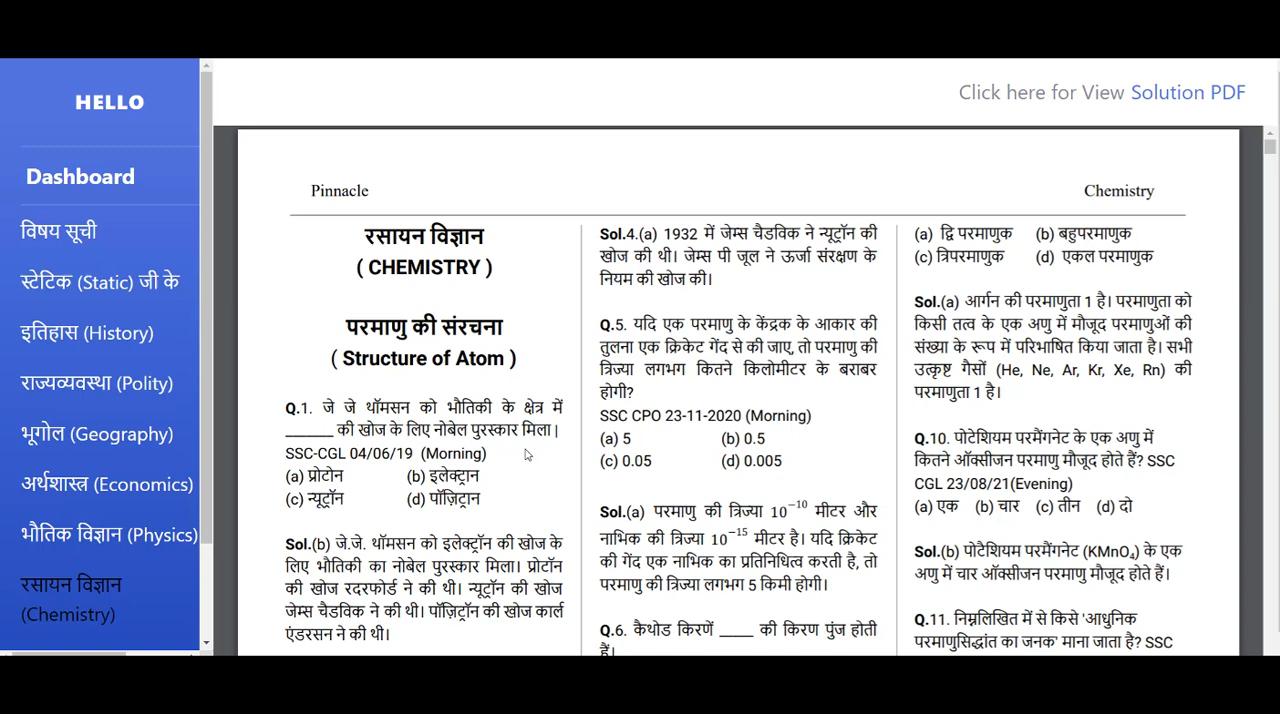 HELLO
Dashboard
विषय सूची
स्टेटिक (Static) जी के
इतिहास (History)
राज्यव्यवस्था (Polity)
भूगोल (Geography)
अर्थशास्त्र (Economics)
भौतिक विज्ञान (Physics)
रसायन विज्ञान
(Chemistry)
Click here for View Solution PDF
Pinnacle
Chemistry
रसायन विज्ञान
( CHEMISTRY )
परमाणु की संरचना
( Structure of Atom )
Q.1. जे जे थॉमसन को भौतिकी के क्षेत्र में
______ की खोज के लिए नोबेल पुरस्कार मिला।
SSC-CGL 04/06/19 (Morning)
(a) प्रोटोन (b) इलेक्ट्रान
(c) न्यूट्रॉन (d) पॉज़िट्रान
Sol.(b) जे.जे. थॉमसन को इलेक्ट्रॉन की खोज के
लिए भौतिकी का नोबेल पुरस्कार मिला। प्रोटॉन
की खोज रदरफोर्ड ने की थी। न्यूट्रॉन की खोज
जेम्स चैडविक ने की थी। पॉज़िट्रॉन की खोज कार्ल
एंडरसन ने की थी।
Sol.4.(a) 1932 में जेम्स चैडविक ने न्यूट्रॉन की
खोज की थी। जेम्स पी जूल ने ऊर्जा संरक्षण के
नियम की खोज की।
Q.5. यदि एक परमाणु के केंद्रक के आकार की
तुलना एक क्रिकेट गेंद से की जाए, तो परमाणु की
त्रिज्या लगभग कितने किलोमीटर के बराबर
होगी?
SSC CPO 23-11-2020 (Morning)
(a) 5 (b) 0.5
(c) 0.05 (d) 0.005
Sol.(a) परमाणु की त्रिज्या 10⁻¹⁰ मीटर और
नाभिक की त्रिज्या 10⁻¹⁵ मीटर है। यदि क्रिकेट
की गेंद एक नाभिक का प्रतिनिधित्व करती है, तो
परमाणु की त्रिज्या लगभग 5 किमी होगी।
Q.6. कैथोड किरणें ____ की किरण पुंज होती
हैं।
(a) द्वि परमाणुक (b) बहुपरमाणुक
(c) त्रिपरमाणुक (d) एकल परमाणुक
Sol.(a) आर्गन की परमाणुता 1 है। परमाणुता को
किसी तत्व के एक अणु में मौजूद परमाणुओं की
संख्या के रूप में परिभाषित किया जाता है। सभी
उत्कृष्ट गैसों (He, Ne, Ar, Kr, Xe, Rn) की
परमाणुता 1 है।
Q.10. पोटेशियम परमैंगनेट के एक अणु में
कितने ऑक्सीजन परमाणु मौजूद होते हैं? SSC
CGL 23/08/21(Evening)
(a) एक (b) चार (c) तीन (d) दो
Sol.(b) पोटैशियम परमैंगनेट (KMnO₄) के एक
अणु में चार ऑक्सीजन परमाणु मौजूद होते हैं।
Q.11. निम्नलिखित में से किसे 'आधुनिक
परमाणुसिद्धांत का जनक' माना जाता है? SSC